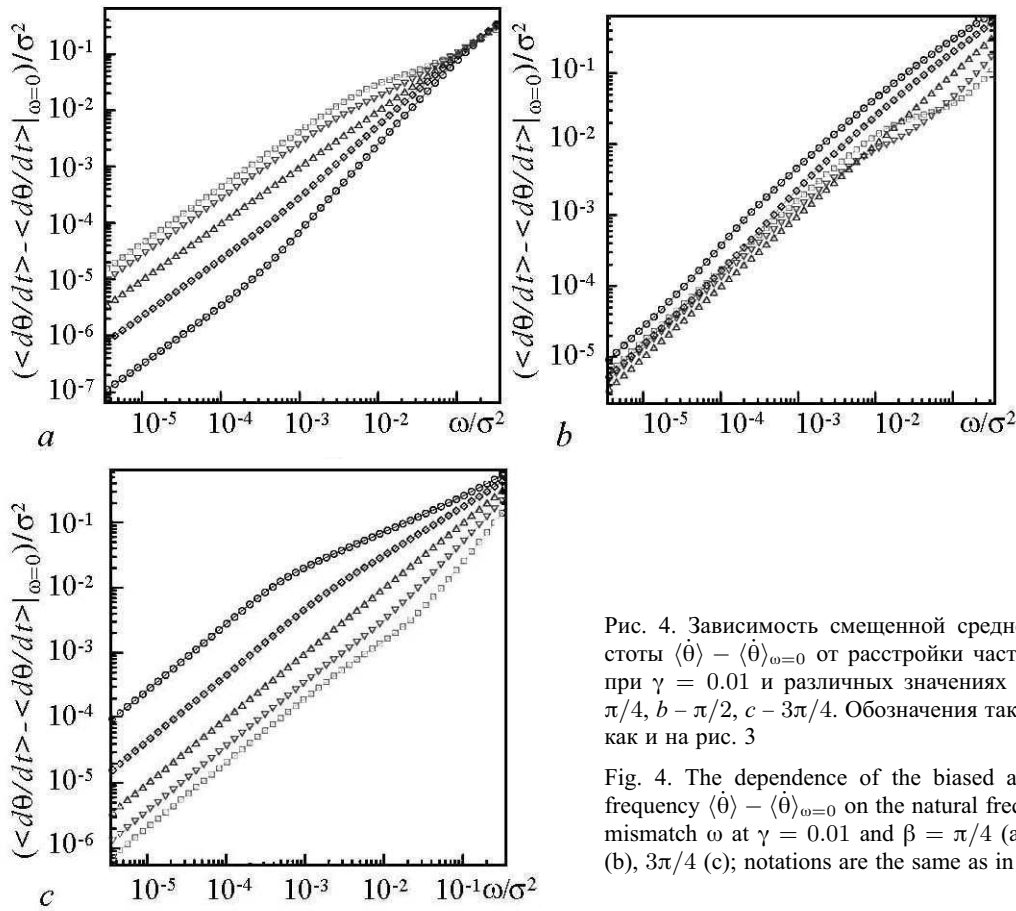 (<dθ/dt>-<dθ/dt>|ω=0)/σ²
10⁻¹
10⁻²
10⁻³
10⁻⁴
10⁻⁵
10⁻⁶
10⁻⁷
10⁻⁵ 10⁻⁴ 10⁻³ 10⁻² ω/σ²
a
(<dθ/dt>-<dθ/dt>|ω=0)/σ²
10⁻¹
10⁻²
10⁻³
10⁻⁴
10⁻⁵
10⁻⁵ 10⁻⁴ 10⁻³ 10⁻² ω/σ²
b
(<dθ/dt>-<dθ/dt>|ω=0)/σ²
10⁻¹
10⁻²
10⁻³
10⁻⁴
10⁻⁵
10⁻⁶
10⁻⁵ 10⁻⁴ 10⁻³ 10⁻² 10⁻¹ ω/σ²
c
Рис. 4. Зависимость смещенной средне
стоты ⟨θ̇⟩ − ⟨θ̇⟩ω=0 от расстройки част
при γ = 0.01 и различных значениях
π/4, b – π/2, c – 3π/4. Обозначения так
как и на рис. 3
Fig. 4. The dependence of the biased a
frequency ⟨θ̇⟩ − ⟨θ̇⟩ω=0 on the natural freq
mismatch ω at γ = 0.01 and β = π/4 (a
(b), 3π/4 (c); notations are the same as in